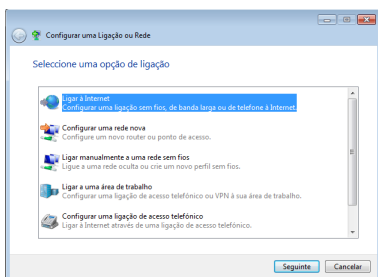 Configurar uma Ligação ou Rede
Seleccione uma opção de ligação
Ligar à Internet
Configurar uma ligação sem fios, de banda larga ou de telefone à Internet.
Configurar uma rede nova
Configure um novo router ou ponto de acesso.
Ligar manualmente a uma rede sem fios
Ligue a uma rede oculta ou crie um novo perfil sem fios.
Ligar a uma área de trabalho
Configurar uma ligação de acesso telefónico ou VPN à sua área de trabalho.
Configurar uma ligação de acesso telefónico
Ligar à Internet através de uma ligação de acesso telefónico.
Seguinte
Cancelar